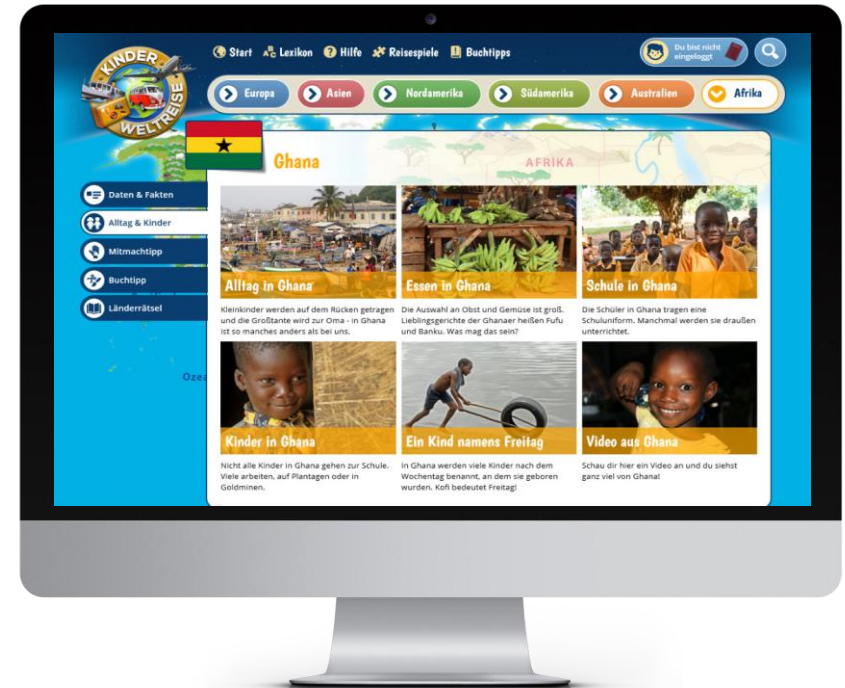 KINDER
WELTREISE
Start Lexikon Hilfe Reisespiele Buchtipps
Du bist nicht
eingeloggt
Europa Asien Nordamerika Südamerika Australien Afrika
Ghana
AFRIKA
Daten & Fakten
Alltag & Kinder
Mitmachtipp
Buchtipp
Länderrätsel
Ozea
Alltag in Ghana
Kleinkinder werden auf dem Rücken getragen
und die Großtante wird zur Oma - in Ghana
ist so manches anders als bei uns.
Essen in Ghana
Die Auswahl an Obst und Gemüse ist groß.
Lieblingsgerichte der Ghanaer heißen Fufu
und Banku. Was mag das sein?
Schule in Ghana
Die Schüler in Ghana tragen eine
Schuluniform. Manchmal werden sie draußen
unterrichtet.
Kinder in Ghana
Nicht alle Kinder in Ghana gehen zur Schule.
Viele arbeiten, auf Plantagen oder in
Goldminen.
Ein Kind namens Freitag
In Ghana werden viele Kinder nach dem
Wochentag benannt, an dem sie geboren
wurden. Kofi bedeutet Freitag!
Video aus Ghana
Schau dir hier ein Video an und du siehst
ganz viel von Ghana!